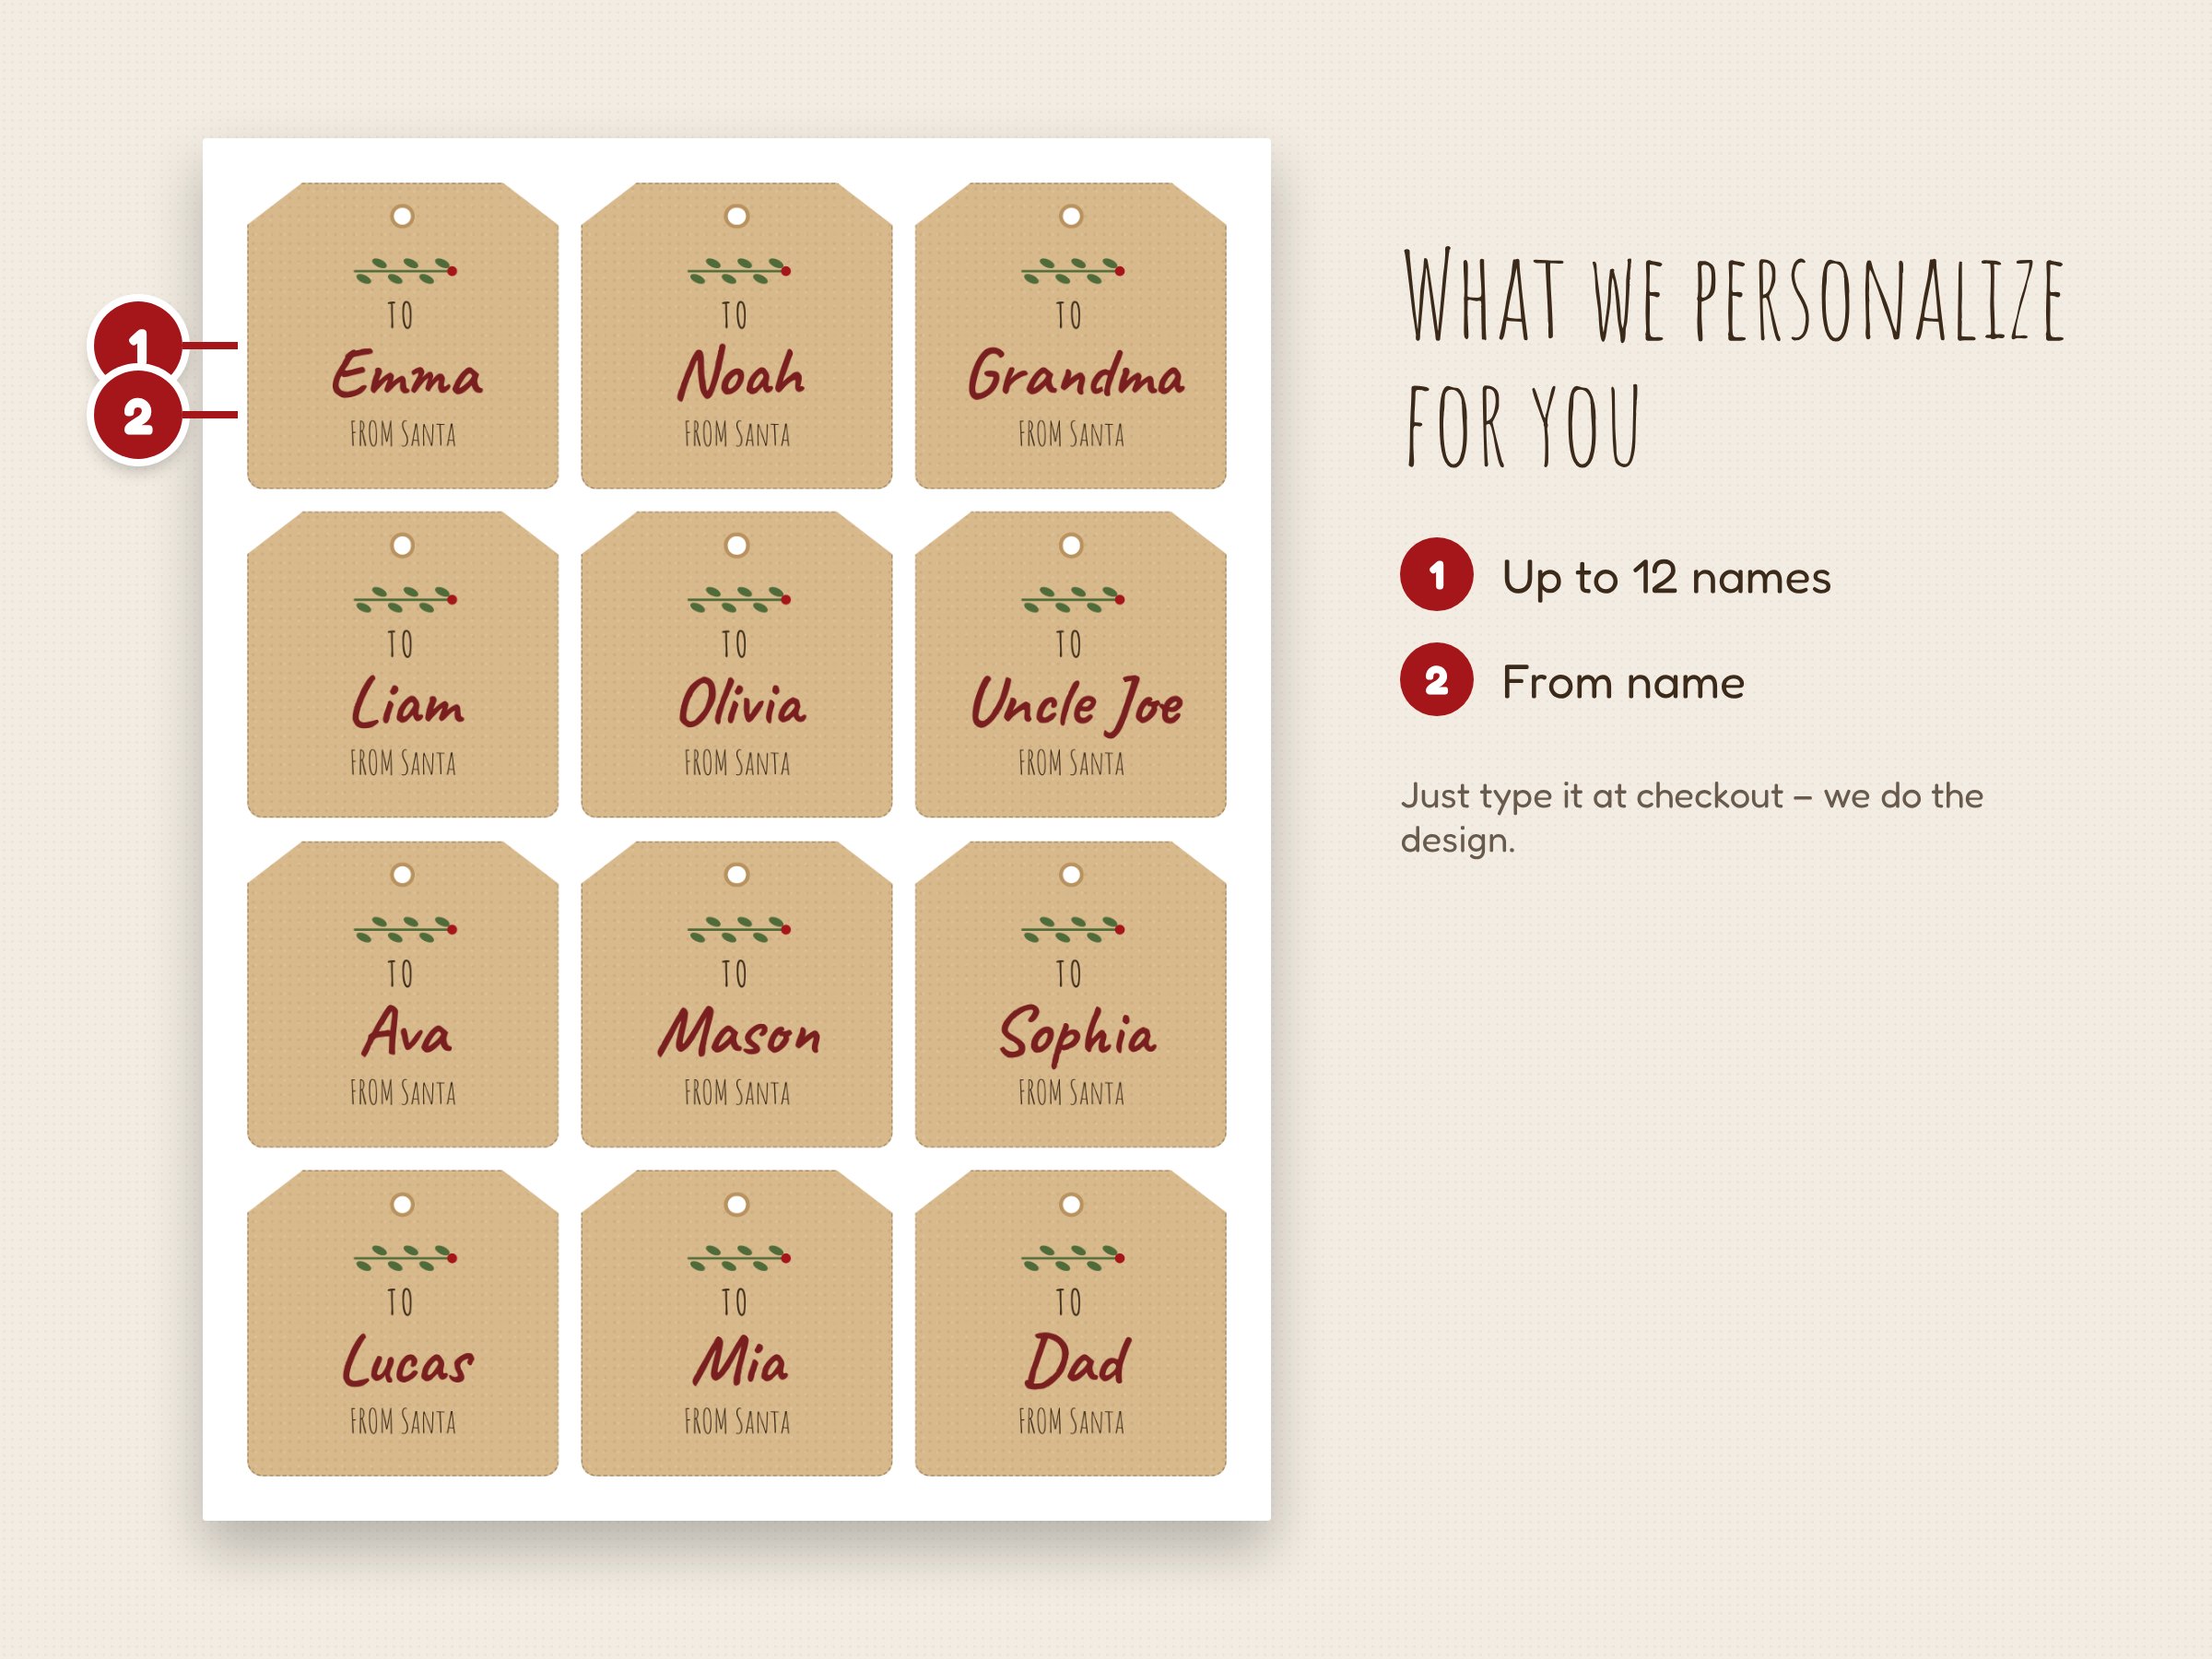 1
2
TO
Emma
FROM Santa
TO
Noah
FROM Santa
TO
Grandma
FROM Santa
TO
Liam
FROM Santa
TO
Olivia
FROM Santa
TO
Uncle Joe
FROM Santa
TO
Ava
FROM Santa
TO
Mason
FROM Santa
TO
Sophia
FROM Santa
TO
Lucas
FROM Santa
TO
Mia
FROM Santa
TO
Dad
FROM Santa
What we personalize
for you
1 Up to 12 names
2 From name
Just type it at checkout – we do the
design.